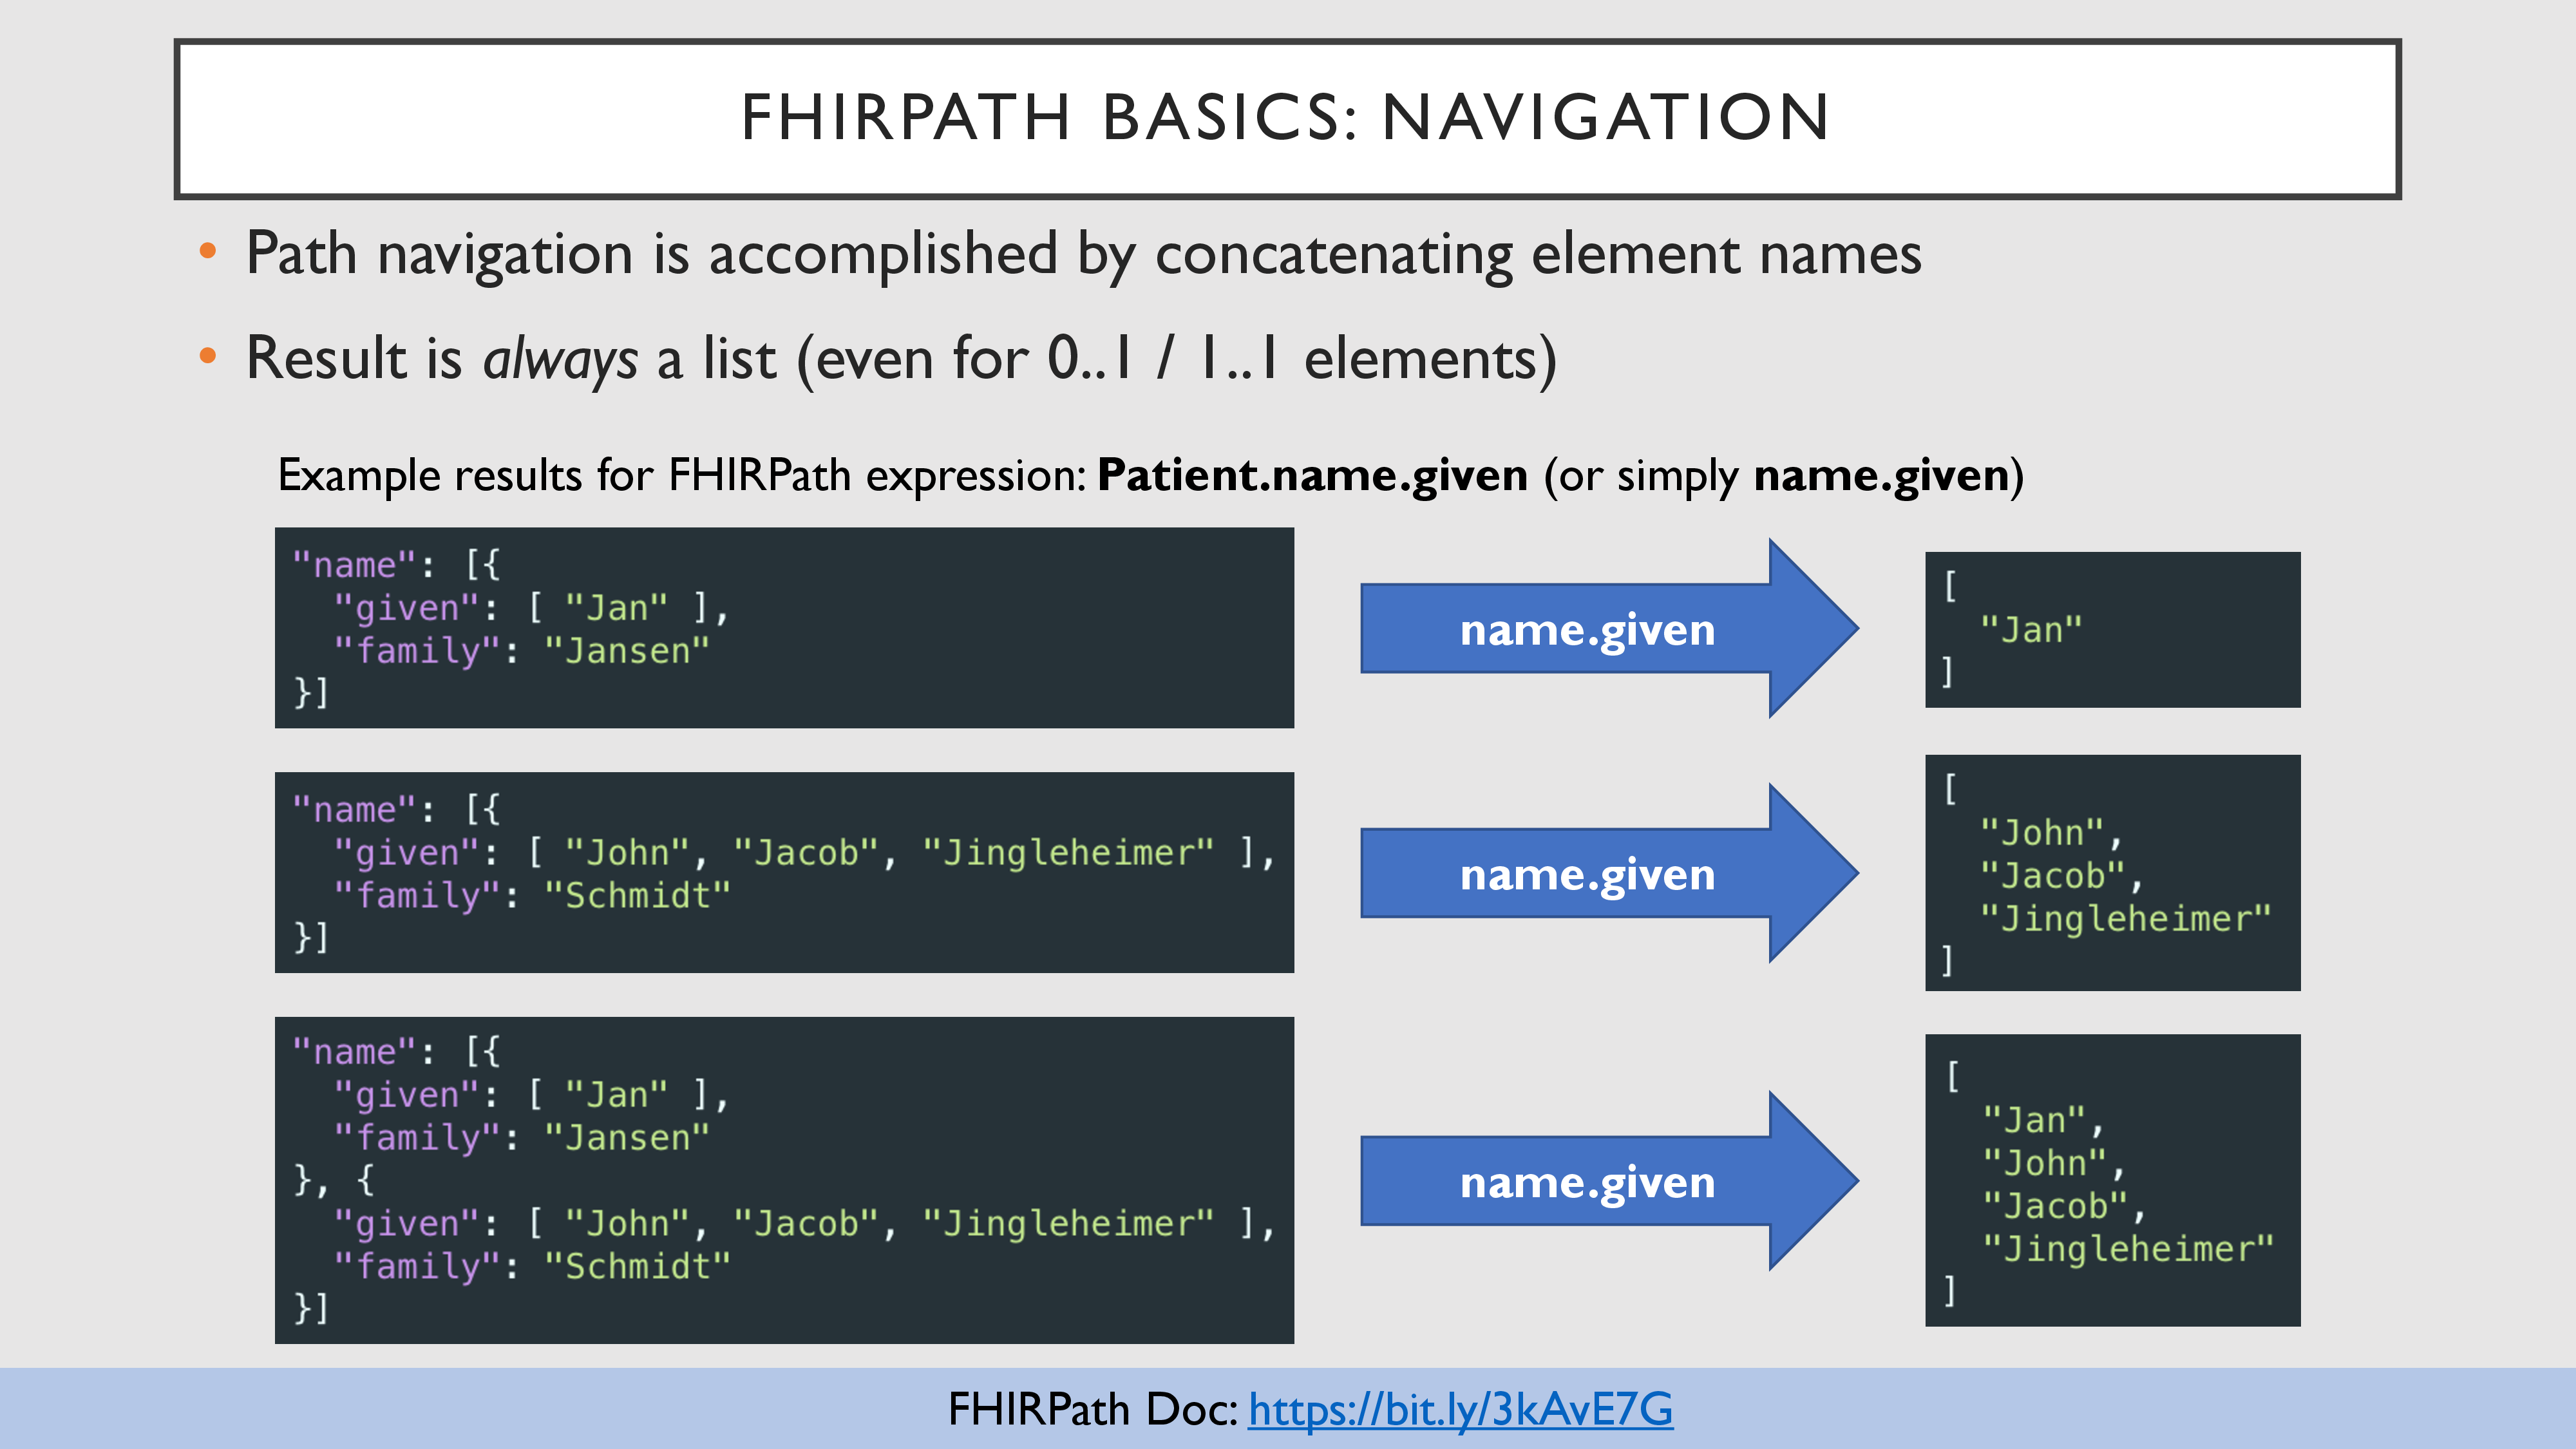 FHIRPATH BASICS: NAVIGATION
• Path navigation is accomplished by concatenating element names
• Result is always a list (even for 0..1 / 1..1 elements)
Example results for FHIRPath expression: Patient.name.given (or simply name.given)
"name": [{
  "given": [ "Jan" ],
  "family": "Jansen"
}]
name.given
[
  "Jan"
]
"name": [{
  "given": [ "John", "Jacob", "Jingleheimer" ],
  "family": "Schmidt"
}]
name.given
[
  "John",
  "Jacob",
  "Jingleheimer"
]
"name": [{
  "given": [ "Jan" ],
  "family": "Jansen"
}, {
  "given": [ "John", "Jacob", "Jingleheimer" ],
  "family": "Schmidt"
}]
name.given
[
  "Jan",
  "John",
  "Jacob",
  "Jingleheimer"
]
FHIRPath Doc: https://bit.ly/3kAvE7G